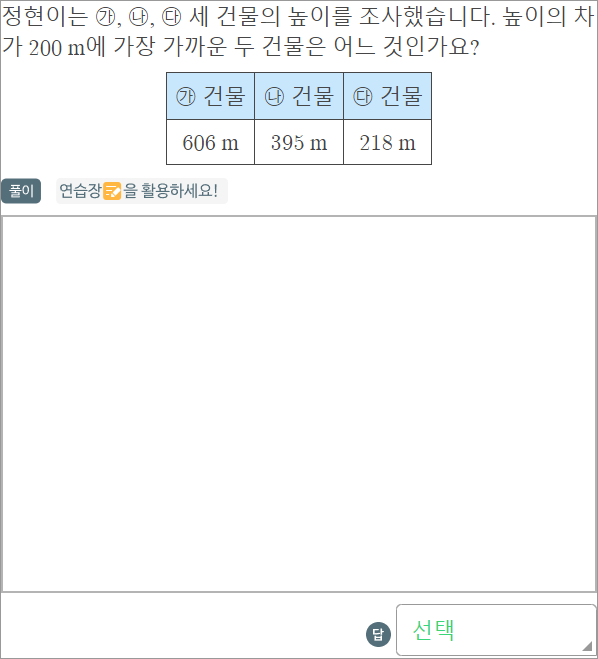 정현이는 ㉮, ㉯, ㉰ 세 건물의 높이를 조사했습니다. 높이의 차
가 200 m에 가장 가까운 두 건물은 어느 것인가요?
㉮ 건물 ㉯ 건물 ㉰ 건물
606 m 395 m 218 m
풀이 연습장을 활용하세요!
답 선택